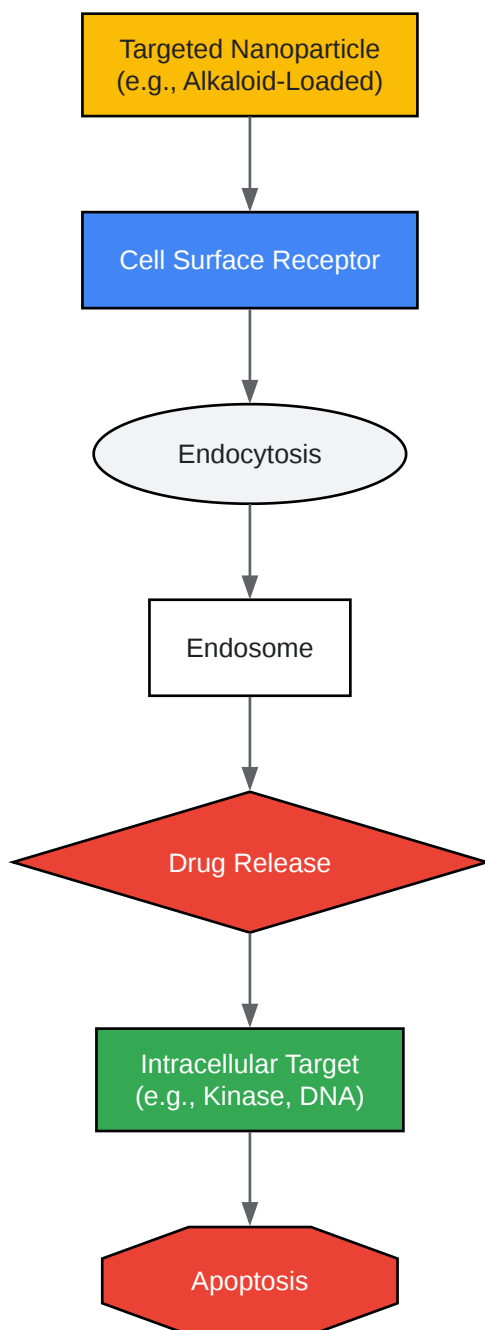 Targeted Nanoparticle
(e.g., Alkaloid-Loaded)
Cell Surface Receptor
Endocytosis
Endosome
Drug Release
Intracellular Target
(e.g., Kinase, DNA)
Apoptosis